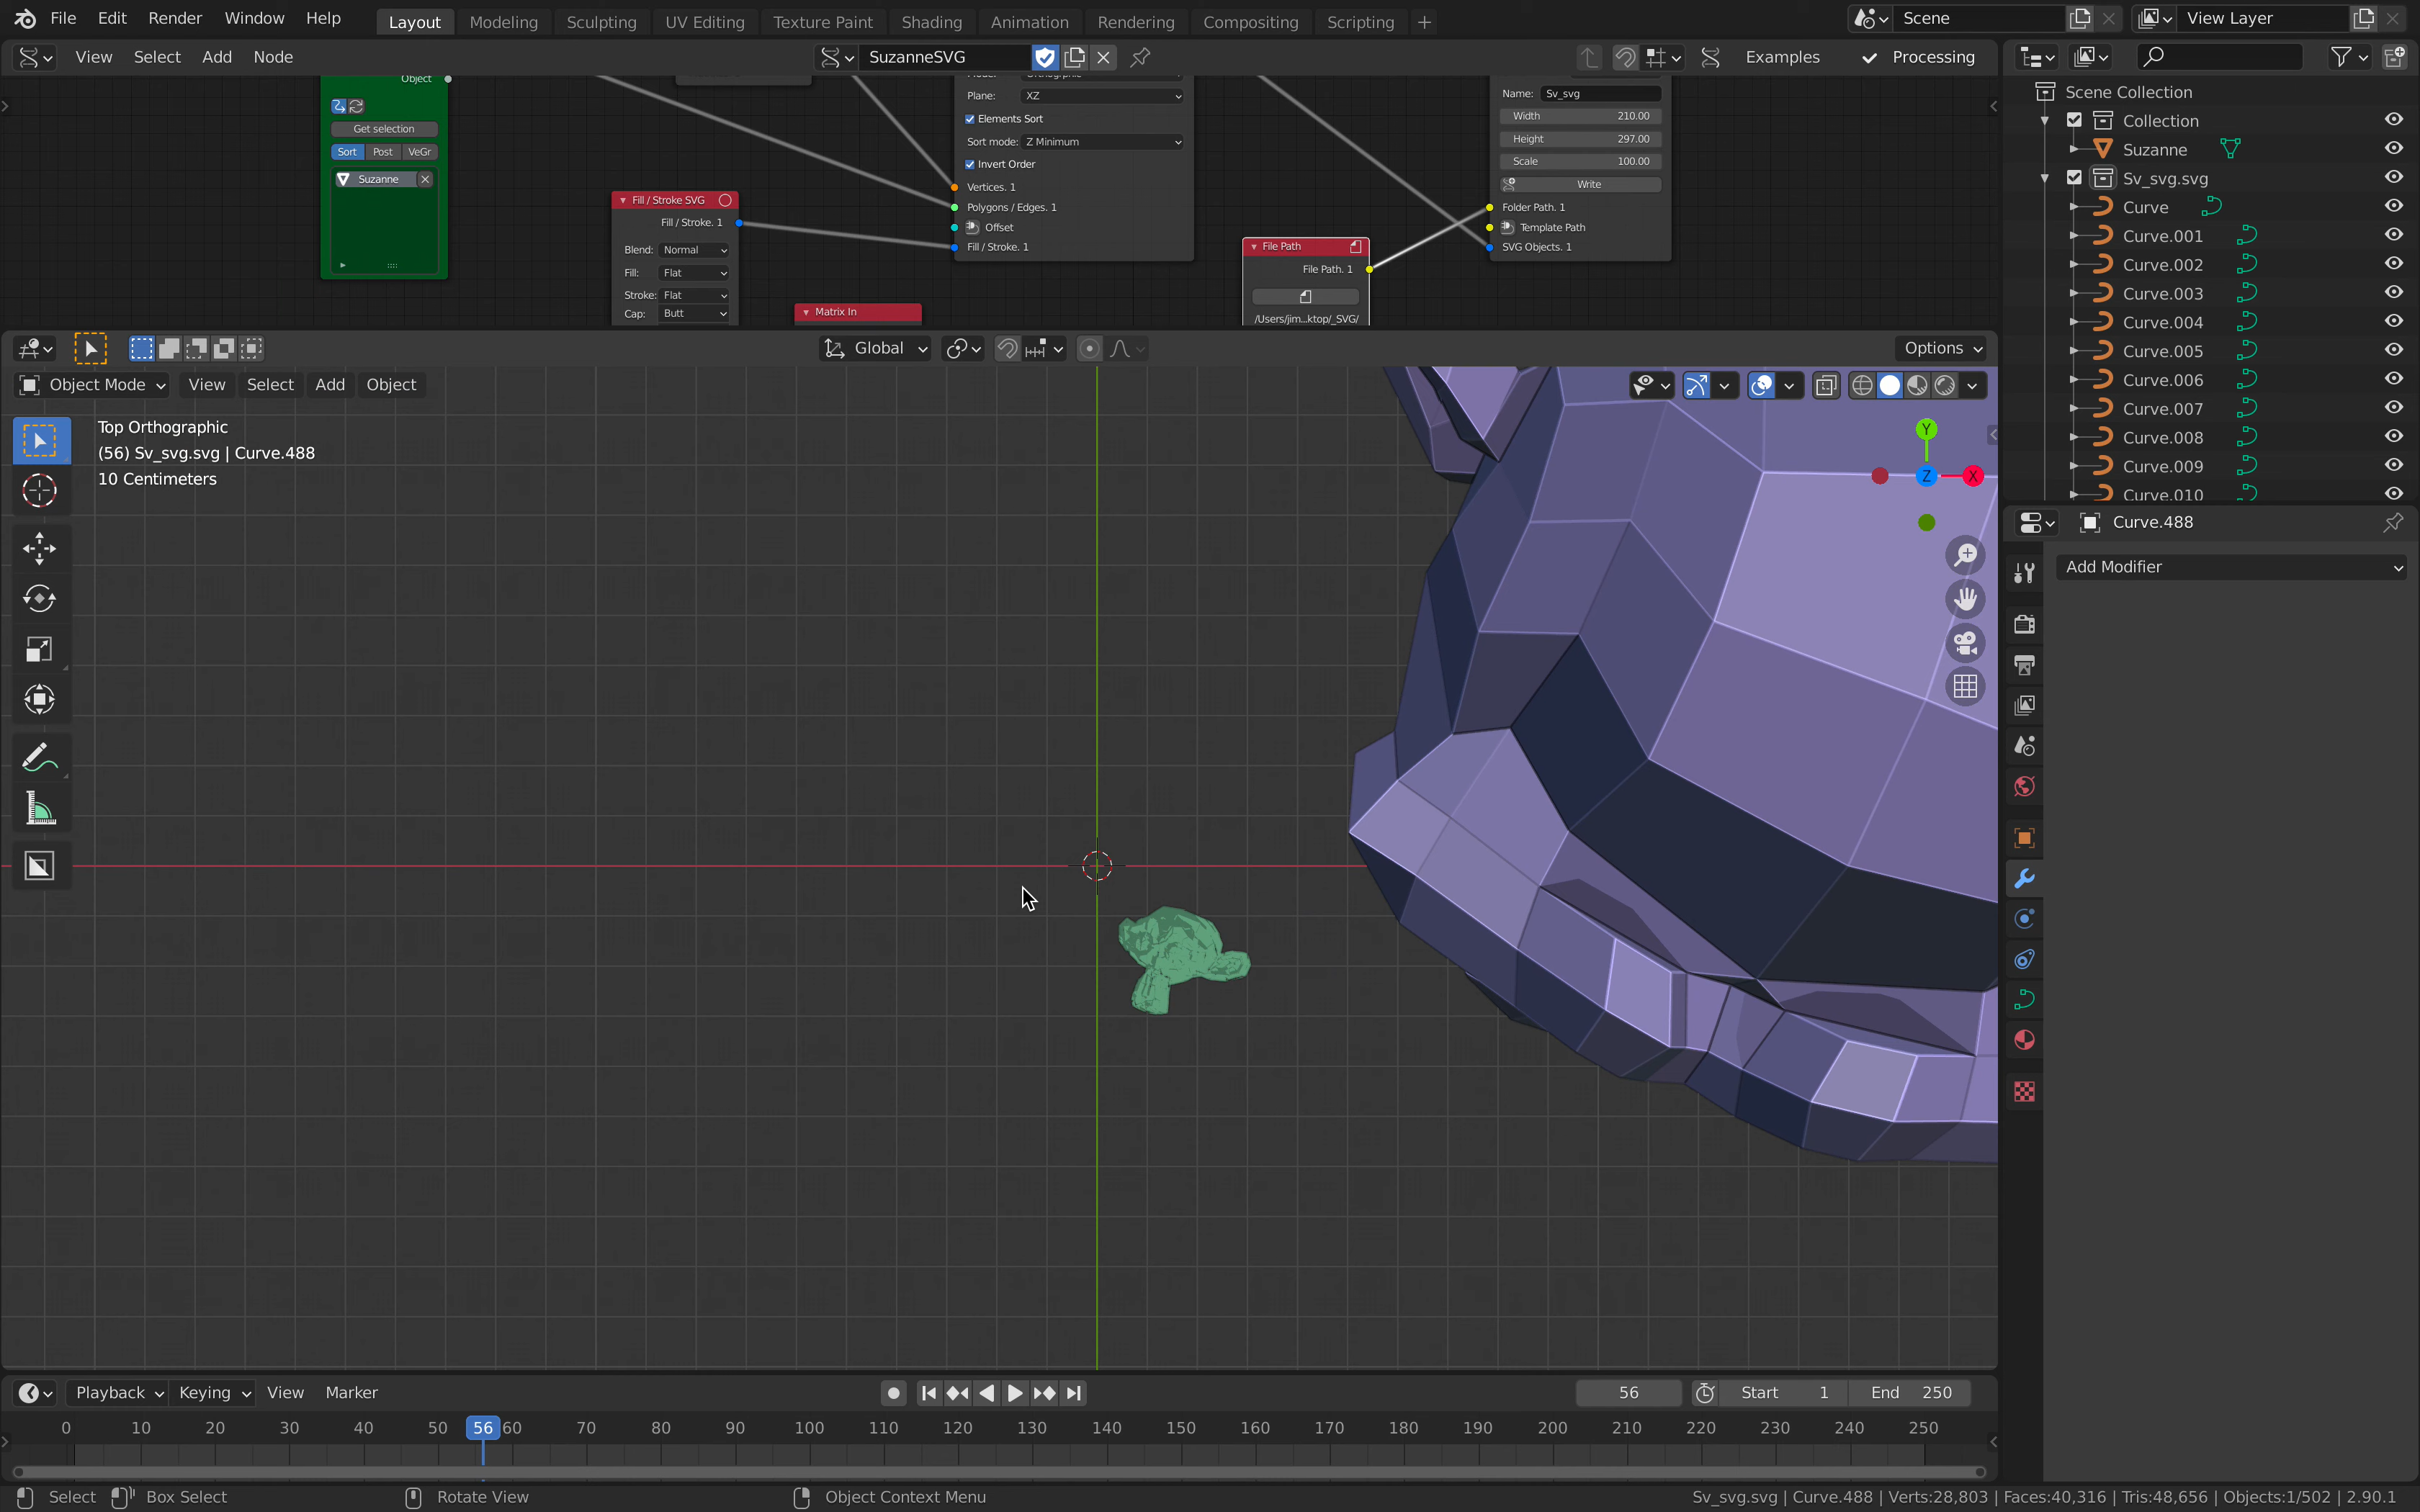 File Edit Render Window Help Layout Modeling Sculpting UV Editing Texture Paint Shading Animation Rendering Compositing Scripting + Scene View Layer
View Select Add Node SuzanneSVG Examples Processing
Object
Get selection
Sort Post VeGr
Suzanne
Fill / Stroke SVG
Fill / Stroke. 1
Blend: Normal
Fill: Flat
Stroke: Flat
Cap: Butt
Matrix In
Plane: XZ
Elements Sort
Sort mode: Z Minimum
Invert Order
Vertices. 1
Polygons / Edges. 1
Offset
Fill / Stroke. 1
File Path
File Path. 1
/Users/jim...ktop/_SVG/
Name: Sv_svg
Width 210.00
Height 297.00
Scale 100.00
Write
Folder Path. 1
Template Path
SVG Objects. 1
Scene Collection
Collection
Suzanne
Sv_svg.svg
Curve
Curve.001
Curve.002
Curve.003
Curve.004
Curve.005
Curve.006
Curve.007
Curve.008
Curve.009
Curve.010
Global Options
Object Mode View Select Add Object
Top Orthographic
(56) Sv_svg.svg | Curve.488
10 Centimeters
Y
Z X
Curve.488
Add Modifier
Playback Keying View Marker 56 Start 1 End 250
0 10 20 30 40 50 56 60 70 80 90 100 110 120 130 140 150 160 170 180 190 200 210 220 230 240 250
Select Box Select Rotate View Object Context Menu Sv_svg.svg | Curve.488 | Verts:28,803 | Faces:40,316 | Tris:48,656 | Objects:1/502 | 2.90.1